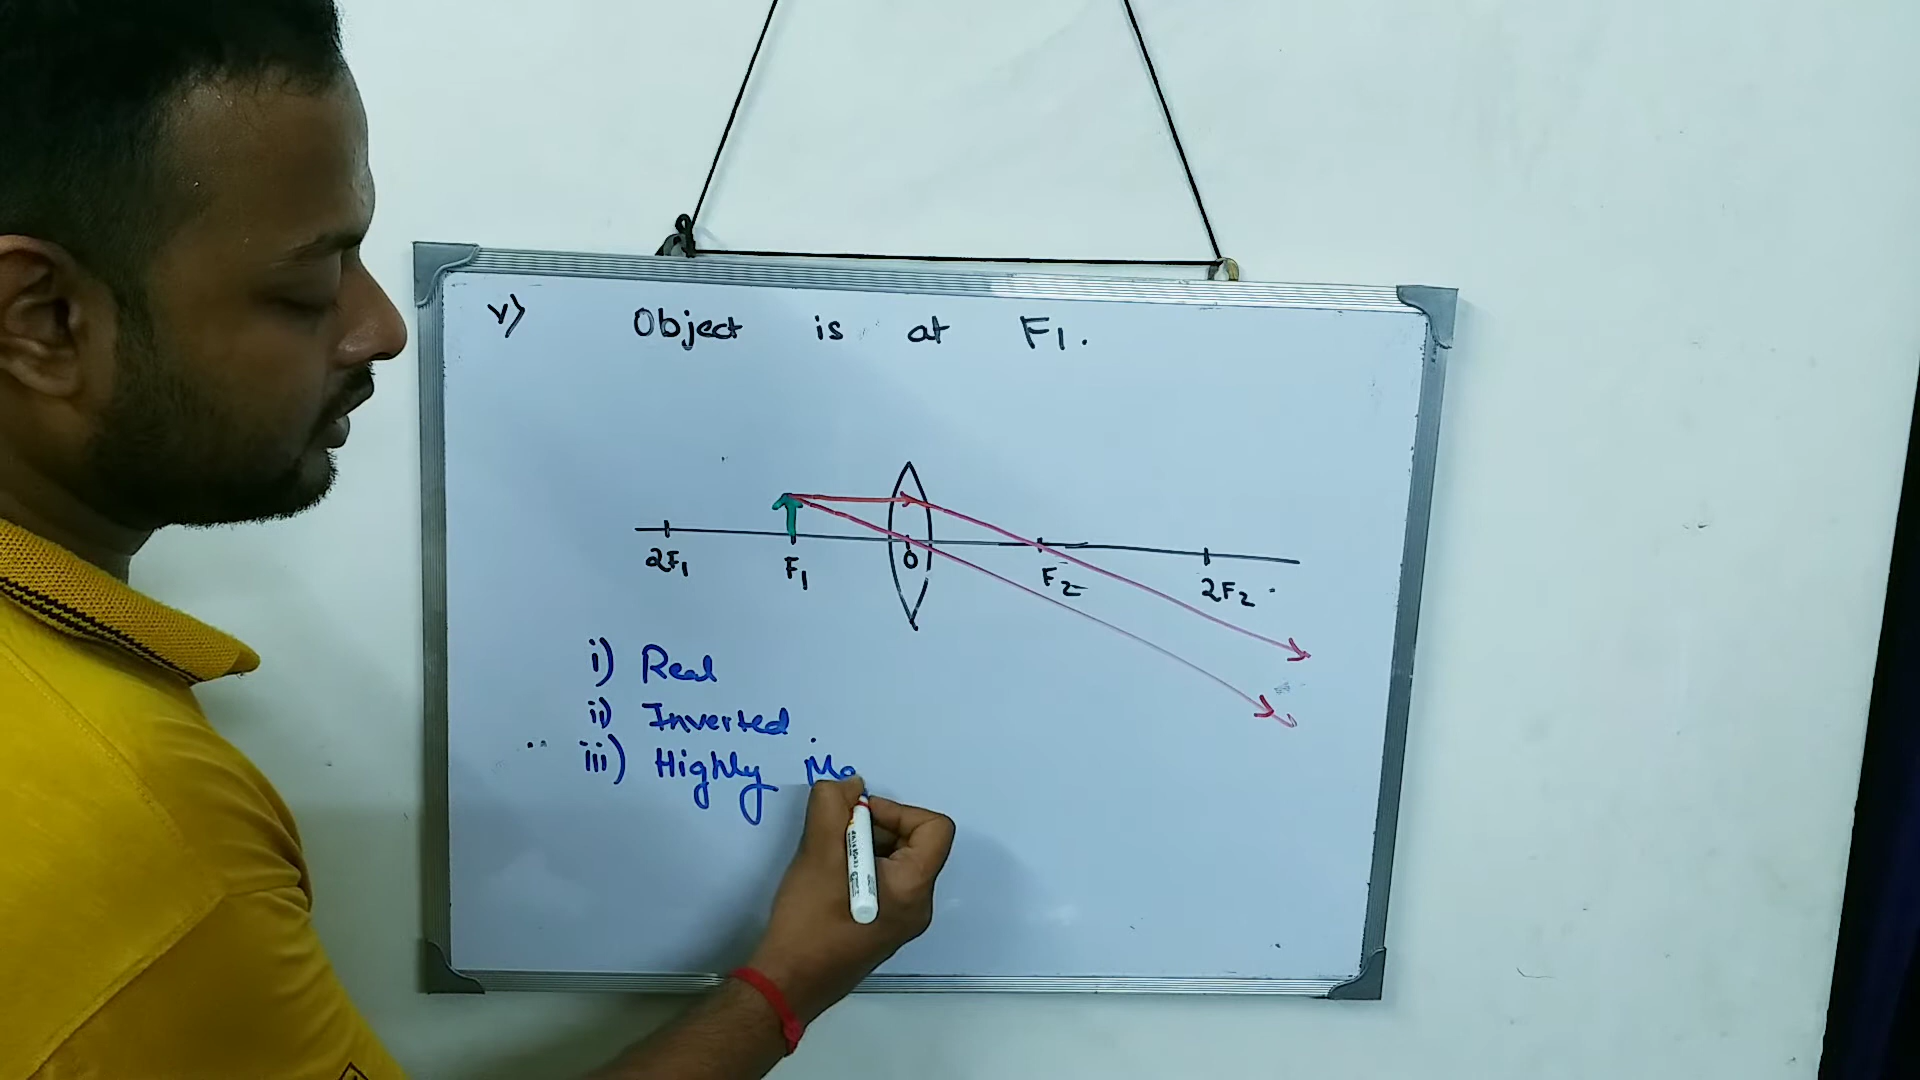 v) Object is at F1.
2F1 F1 O F2 2F2
i) Real
ii) Inverted.
iii) Highly Ma